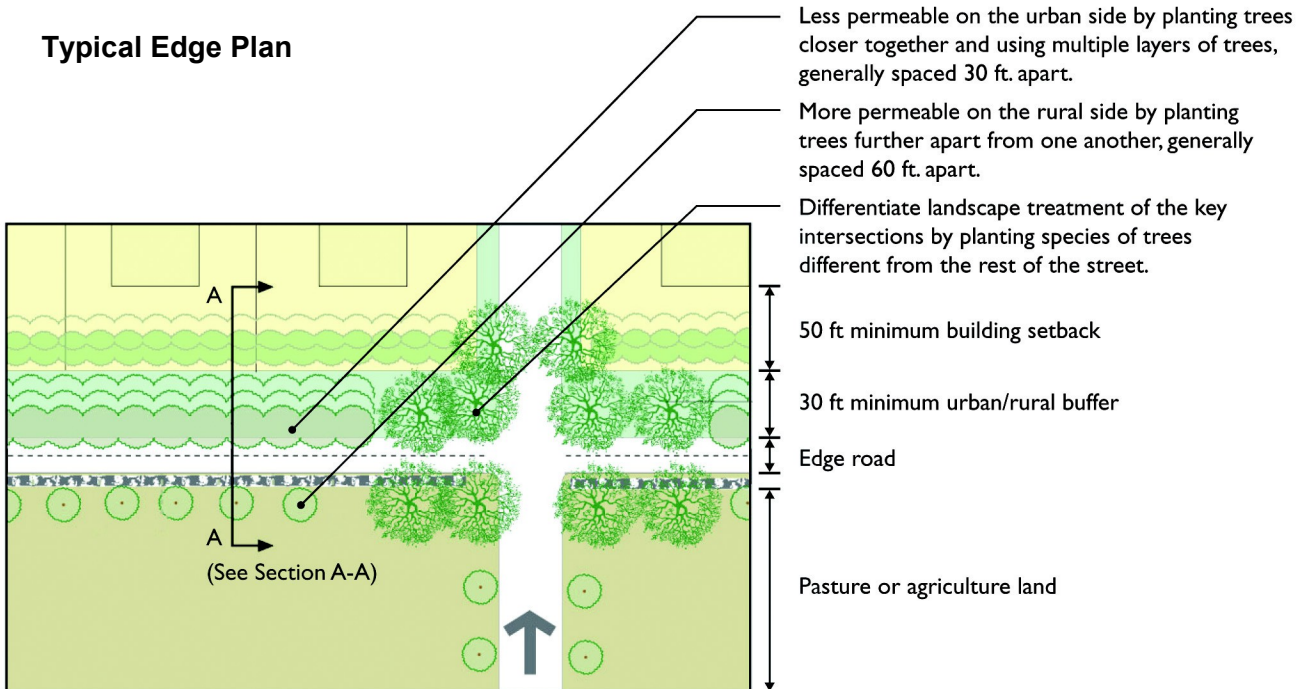 Typical Edge Plan
Less permeable on the urban side by planting trees
closer together and using multiple layers of trees,
generally spaced 30 ft. apart.
More permeable on the rural side by planting
trees further apart from one another, generally
spaced 60 ft. apart.
Differentiate landscape treatment of the key
intersections by planting species of trees
different from the rest of the street.
A
50 ft minimum building setback
30 ft minimum urban/rural buffer
Edge road
A
(See Section A-A)
Pasture or agriculture land